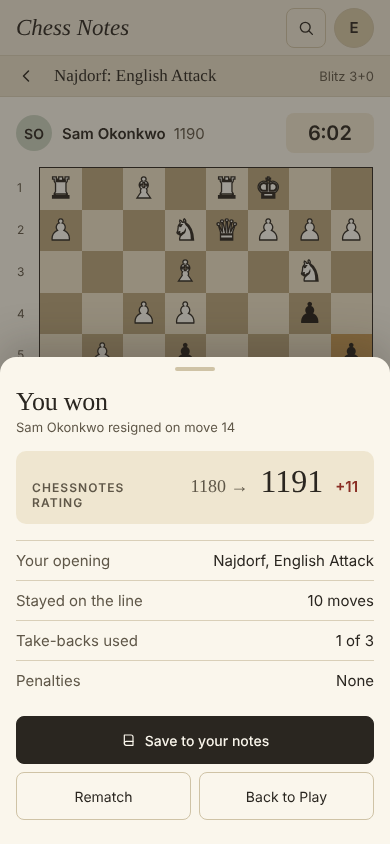 Chess Notes
E
Najdorf: English Attack
Blitz 3+0
SO
Sam Okonkwo 1190
6:02
1
2
3
4
5
You won
Sam Okonkwo resigned on move 14
CHESSNOTES
RATING
1180 → 1191 +11
Your opening
Najdorf, English Attack
Stayed on the line
10 moves
Take-backs used
1 of 3
Penalties
None
Save to your notes
Rematch
Back to Play